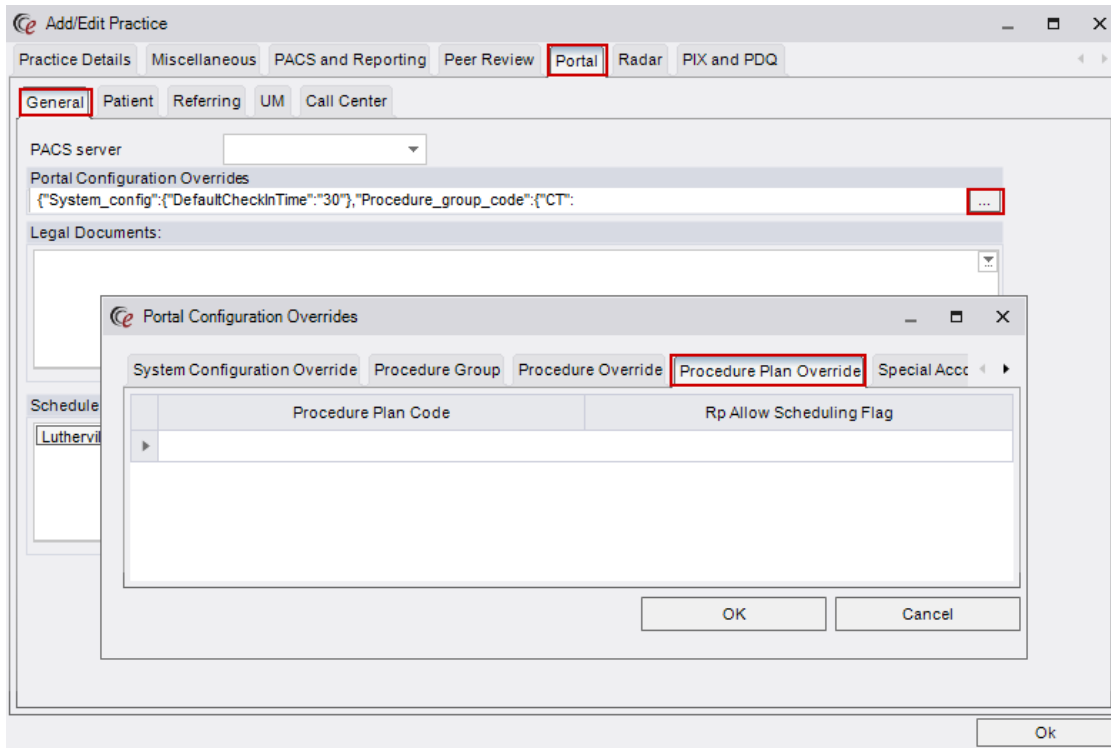 Add/Edit Practice
Practice Details Miscellaneous PACS and Reporting Peer Review Portal Radar PIX and PDQ
General Patient Referring UM Call Center
PACS server
Portal Configuration Overrides
{"System_config":{"DefaultCheckInTime":"30"},"Procedure_group_code":{"CT":
...
Legal Documents:
Portal Configuration Overrides
System Configuration Override Procedure Group Procedure Override Procedure Plan Override Special Acco
Schedule
Procedure Plan Code Rp Allow Scheduling Flag
Luthervil
OK Cancel
Ok